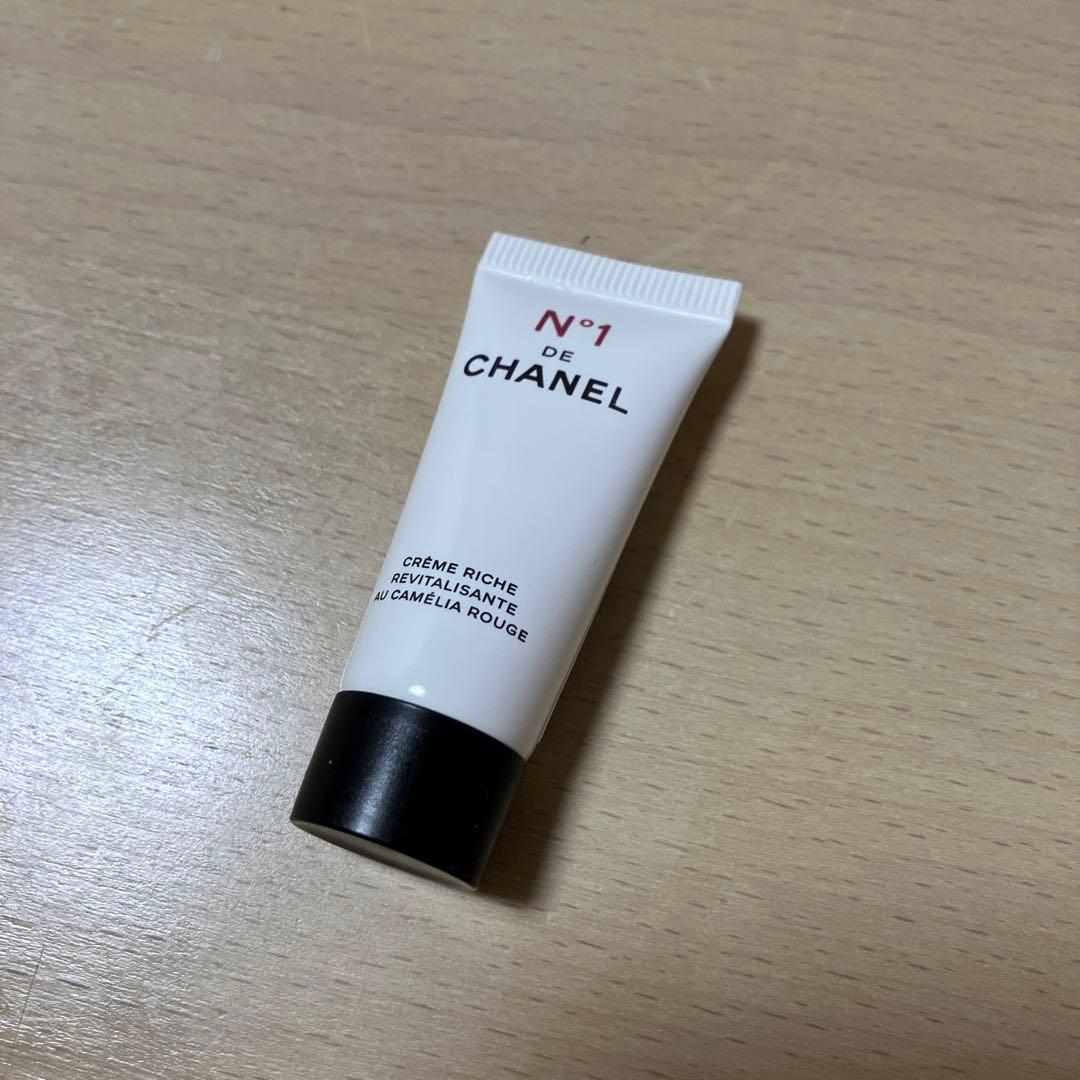 N°1
DE
CHANEL
CRÈME RICHE
REVITALISANTE
AU CAMÉLIA ROUGE